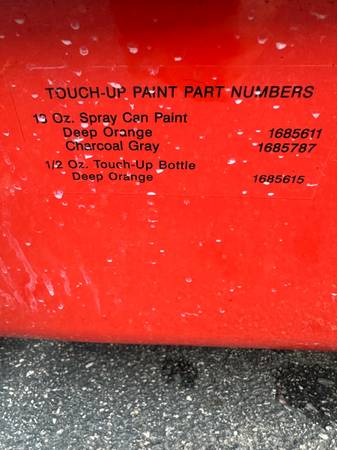 TOUCH-UP PAINT PART NUMBERS
13 Oz. Spray Can Paint
Deep Orange 1685611
Charcoal Gray 1685787
1/2 Oz. Touch-Up Bottle
Deep Orange 1685615